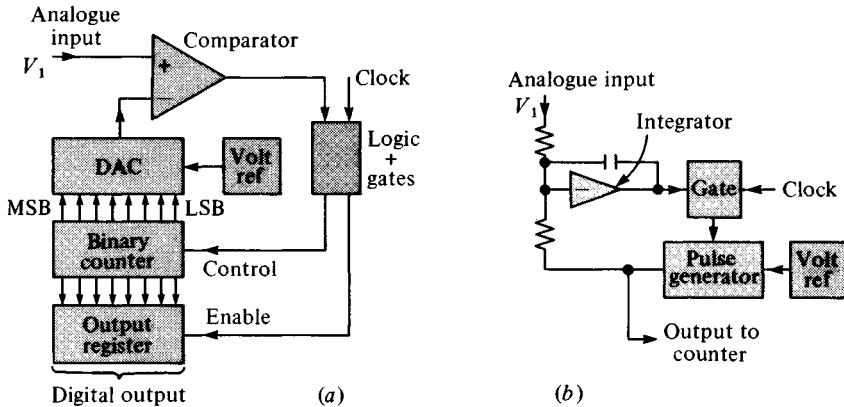 Analogue
input
V₁
+
−
Comparator
Clock
Logic
+
gates
DAC
Volt
ref
MSB
LSB
Binary
counter
Control
Output
register
Enable
Digital output
(a)
Analogue input
V₁
Integrator
−
Gate
Clock
Pulse
generator
Volt
ref
Output to
counter
(b)